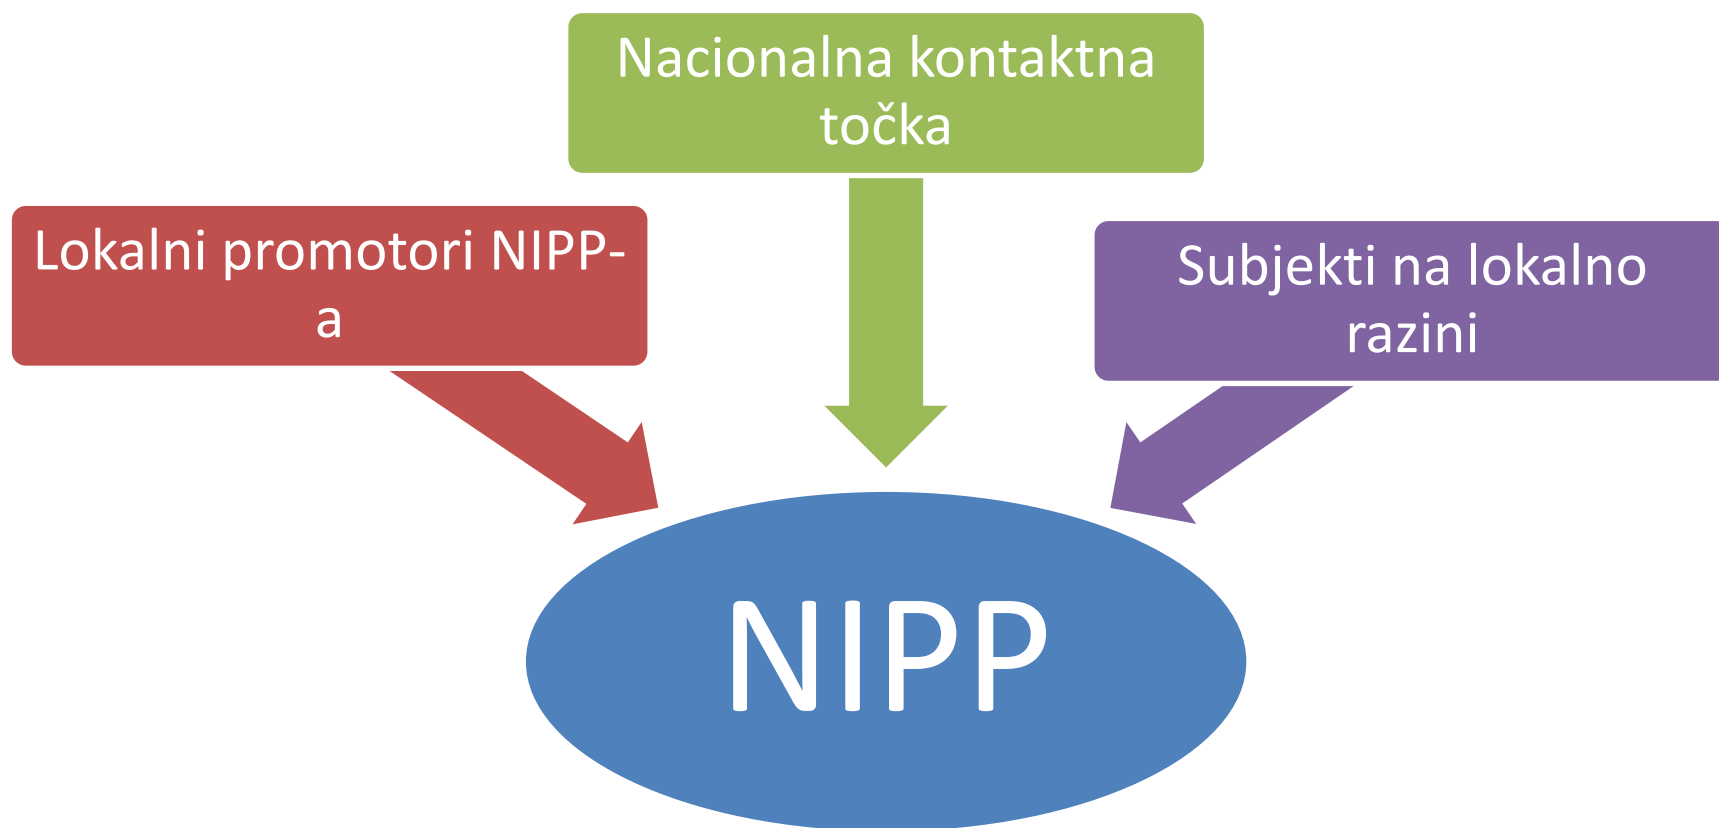 Nacionalna kontaktna
točka
Lokalni promotori NIPP-
a
Subjekti na lokalno
razini
NIPP